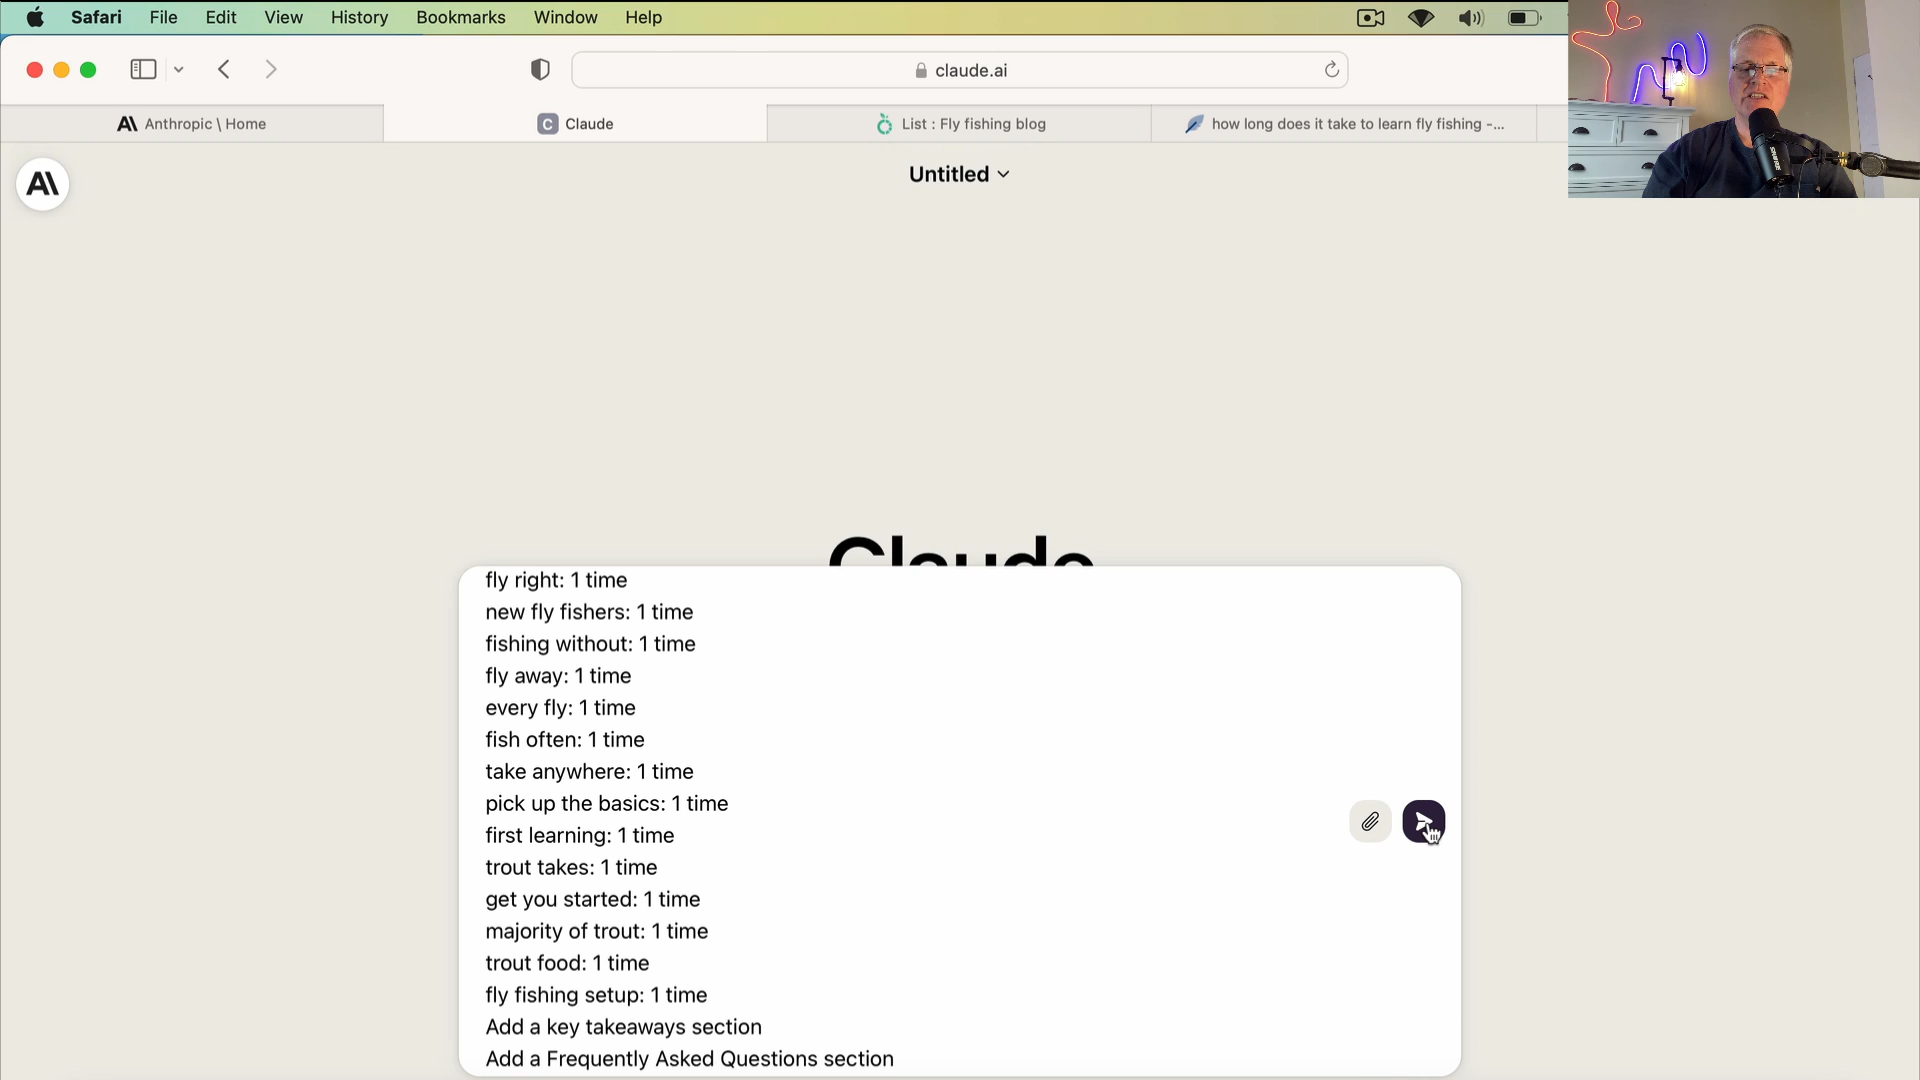 Safari File Edit View History Bookmarks Window Help
claude.ai
Anthropic \ Home
C Claude
List : Fly fishing blog
how long does it take to learn fly fishing -...
Untitled
Claude
fly right: 1 time
new fly fishers: 1 time
fishing without: 1 time
fly away: 1 time
every fly: 1 time
fish often: 1 time
take anywhere: 1 time
pick up the basics: 1 time
first learning: 1 time
trout takes: 1 time
get you started: 1 time
majority of trout: 1 time
trout food: 1 time
fly fishing setup: 1 time
Add a key takeaways section
Add a Frequently Asked Questions section